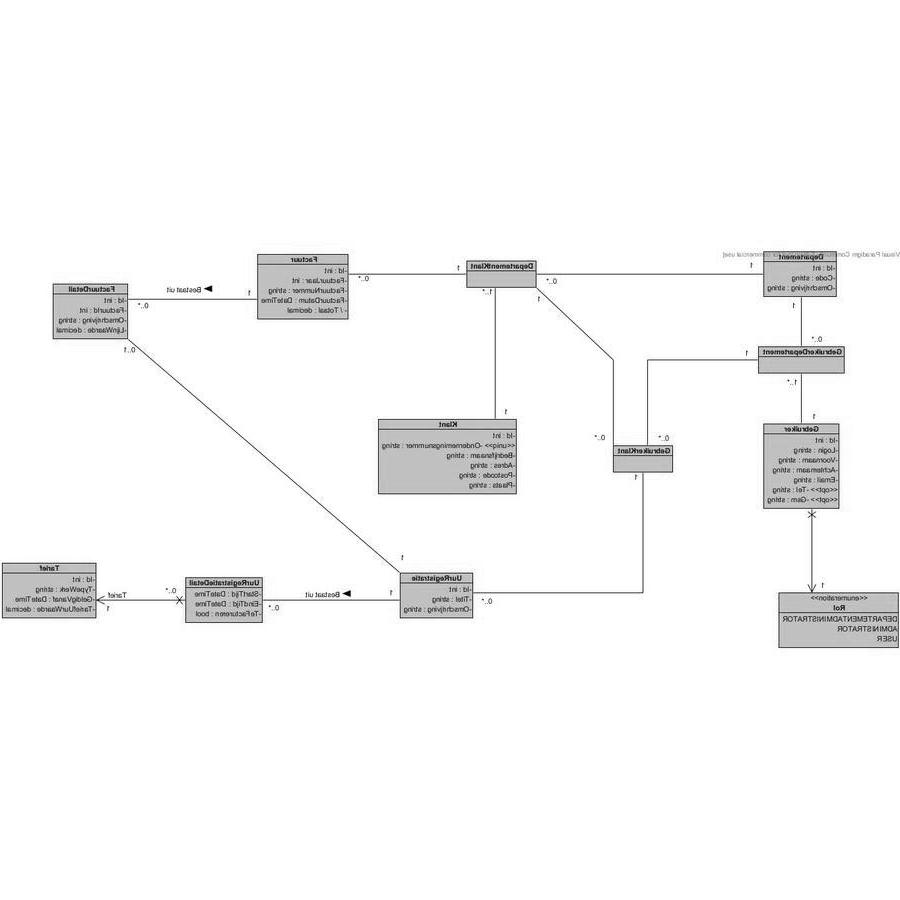 Visual Paradigm
Departement
-Id : int
-Code : string
-Omschrijving : string
1
1
0..*
GebruikerDepartement
1
1..*
1
Gebruiker
-Id : int
-Login : string
-Voornaam : string
-Achternaam : string
-Email : string
<<opt>> -Tel : string
<<opt>> -Gsm : string
1
<<enumeration>>
Rol
DEPARTEMENTADMINISTRATOR
ADMINISTRATOR
USER
DepartementKlant
0..*
1
1
1..*
1
Klant
-Id : int
<<uniq>> -Ondernemingsnummer : string
-Bedrijfsnaam : string
-Adres : string
-Postcode : string
-Plaats : string
0..*
0..*
GebruikerKlant
1
0..*
Factuur
-Id : int
-FactuurJaar : int
-FactuurNummer : string
-FactuurDatum : DateTime
- / Totaal : decimal
0..*
1
Bestaat uit
0..*
FactuurDetail
-Id : int
-FactuurId : int
-Omschrijving : string
-LijnWaarde : decimal
0..1
1
UurRegistratie
-Id : int
-Titel : string
-Omschrijving : string
1
Bestaat uit
0..*
UurRegistratieDetail
-StartTijd : DateTime
-EindTijd : DateTime
-TeFactureren : bool
0..*
Tarief
1
Tarief
-Id : int
-TypeWerk : string
-GeldigVanaf : DateTime
-TariefUurWaarde : decimal